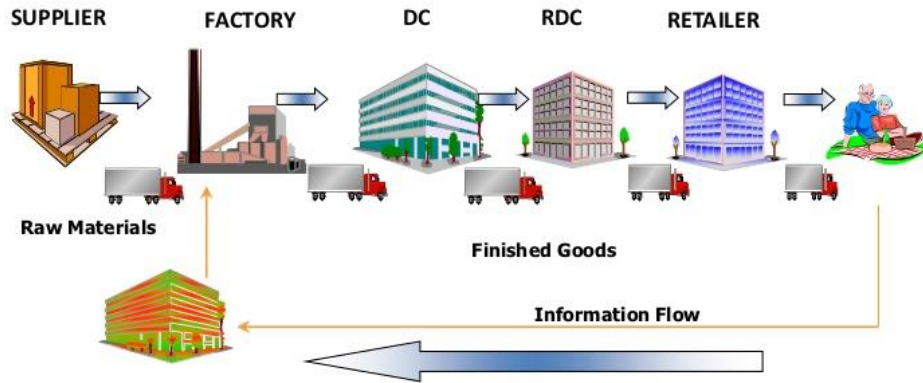 SUPPLIER
FACTORY
DC
RDC
RETAILER
Raw Materials
Finished Goods
Information Flow